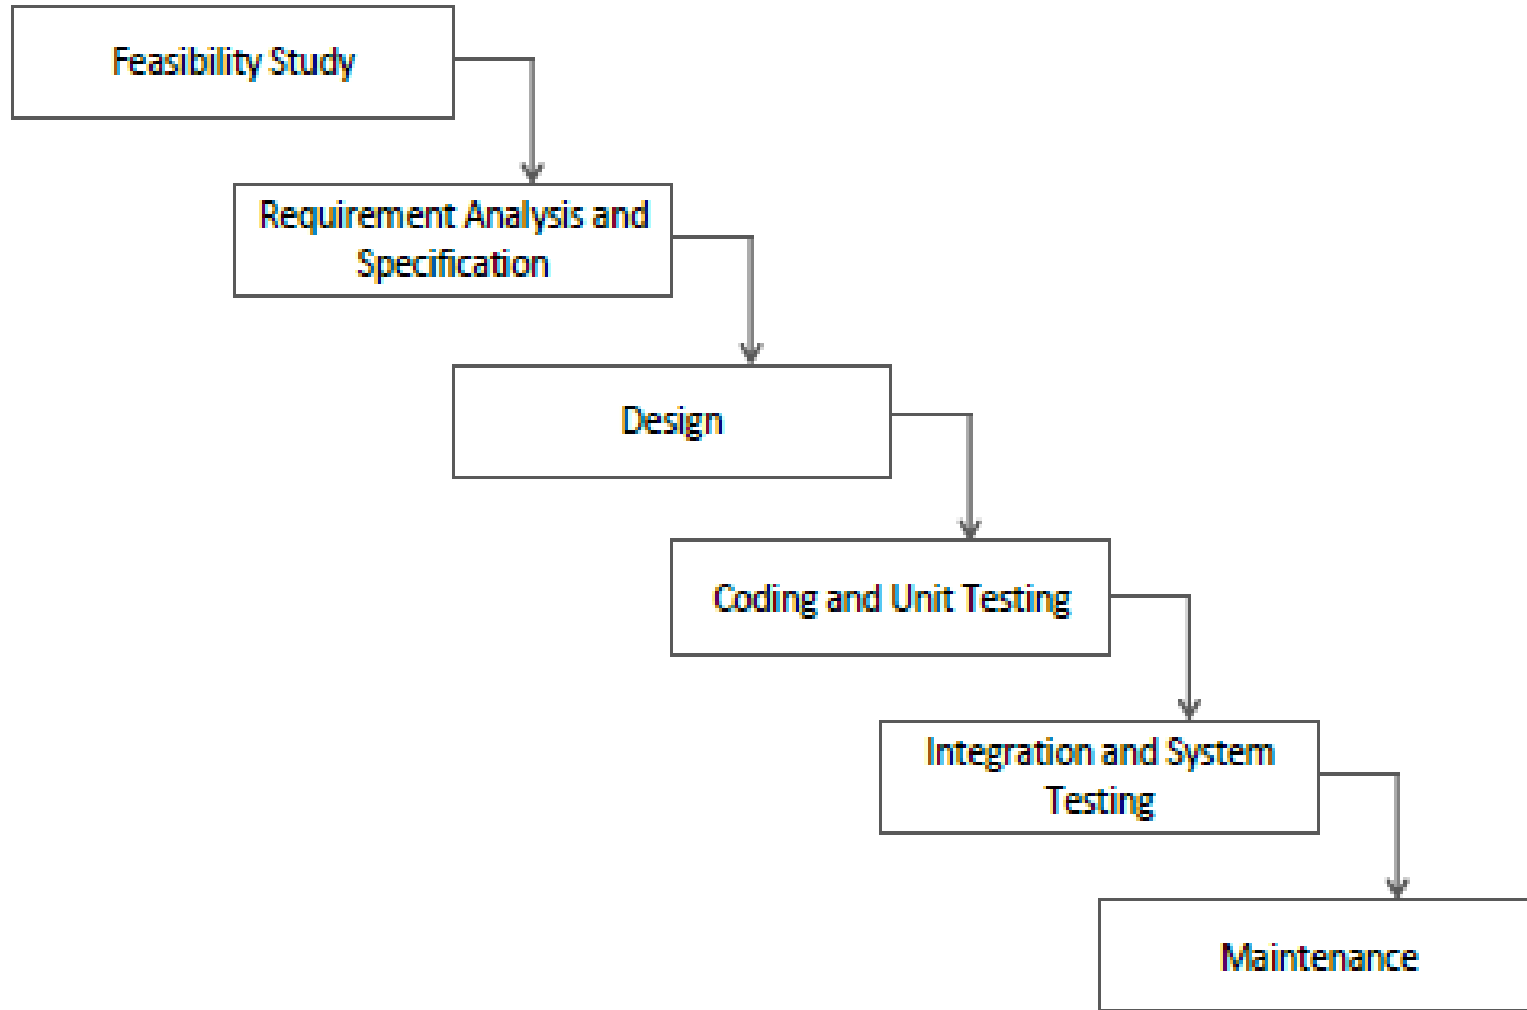 Feasibility Study
Requirement Analysis and
Specification
Design
Coding and Unit Testing
Integration and System
Testing
Maintenance